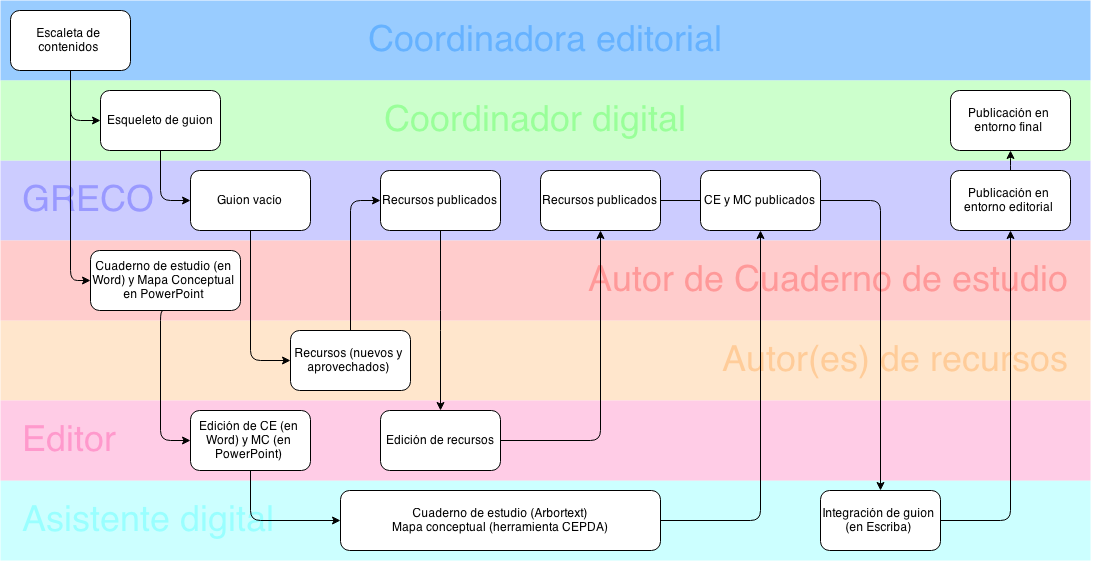 Coordinadora editorial
Escaleta de
contenidos
Coordinador digital
Esqueleto de guion
Publicación en
entorno final
GRECO
Guion vacio
Recursos publicados
Recursos publicados
CE y MC publicados
Publicación en
entorno editorial
Autor de Cuaderno de estudio
Cuaderno de estudio (en
Word) y Mapa Conceptual
en PowerPoint
Autor(es) de recursos
Recursos (nuevos y
aprovechados)
Editor
Edición de CE (en
Word) y MC (en
PowerPoint)
Edición de recursos
Asistente digital
Cuaderno de estudio (Arbortext)
Mapa conceptual (herramienta CEPDA)
Integración de guion
(en Escriba)